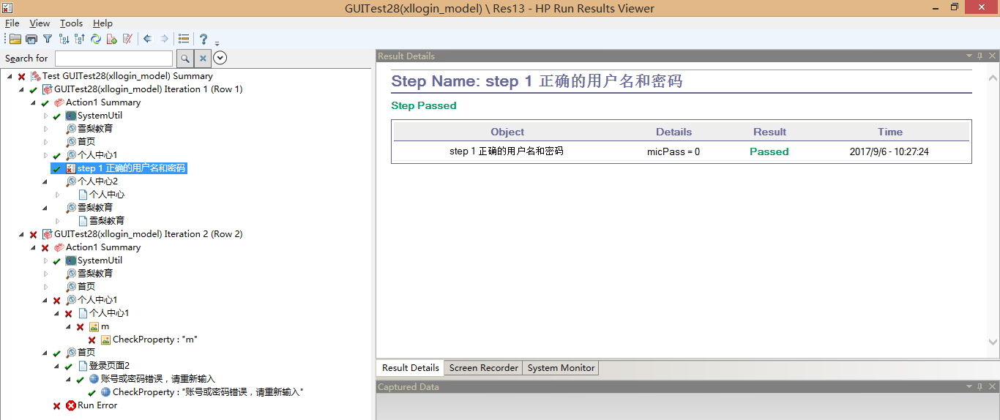 GUITest28(xllogin_model) \ Res13 - HP Run Results Viewer
File View Tools Help
Search for
Test GUITest28(xllogin_model) Summary
GUITest28(xllogin_model) Iteration 1 (Row 1)
Action1 Summary
SystemUtil
雪梨教育
首页
个人中心1
step 1 正确的用户名和密码
个人中心2
个人中心
雪梨教育
雪梨教育
GUITest28(xllogin_model) Iteration 2 (Row 2)
Action1 Summary
SystemUtil
雪梨教育
首页
个人中心1
个人中心1
m
CheckProperty : "m"
首页
登录页面2
账号或密码错误，请重新输入
CheckProperty : "账号或密码错误，请重新输入"
Run Error
Result Details
Step Name: step 1 正确的用户名和密码
Step Passed
Object Details Result Time
step 1 正确的用户名和密码 micPass = 0 Passed 2017/9/6 - 10:27:24
Result Details Screen Recorder System Monitor
Captured Data